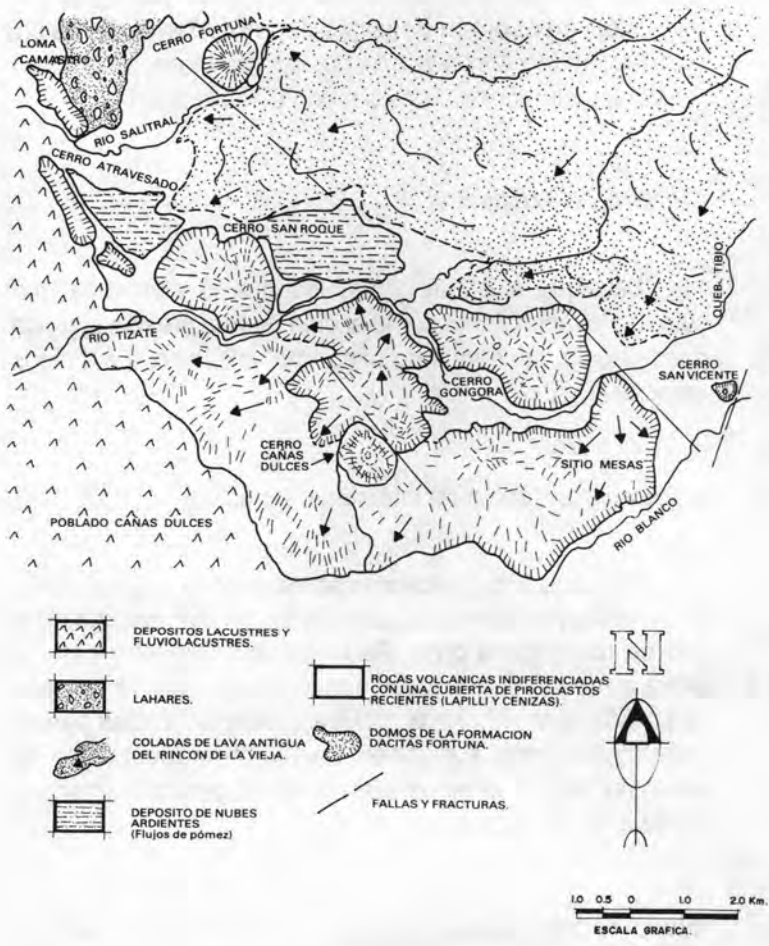 LOMA
CAMASTRO
CERRO FORTUNA
RIO SALITRAL
CERRO ATRAVESADO
CERRO SAN ROQUE
QUEB. TIBIO
RIO TIZATE
CERRO
SAN VICENTE
CERRO
GONGORA
CERRO
CAÑAS
DULCES
SITIO MESAS
POBLADO CAÑAS DULCES
RIO BLANCO
DEPOSITOS LACUSTRES Y
FLUVIOLACUSTRES.
LAHARES.
COLADAS DE LAVA ANTIGUA
DEL RINCON DE LA VIEJA.
DEPOSITO DE NUBES
ARDIENTES
(Flujos de pómez)
ROCAS VOLCANICAS INDIFERENCIADAS
CON UNA CUBIERTA DE PIROCLASTOS
RECIENTES (LAPILLI Y CENIZAS).
DOMOS DE LA FORMACION
DACITAS FORTUNA.
FALLAS Y FRACTURAS.
N
1.0 0.5 0 1.0 2.0 Km.
ESCALA GRAFICA.